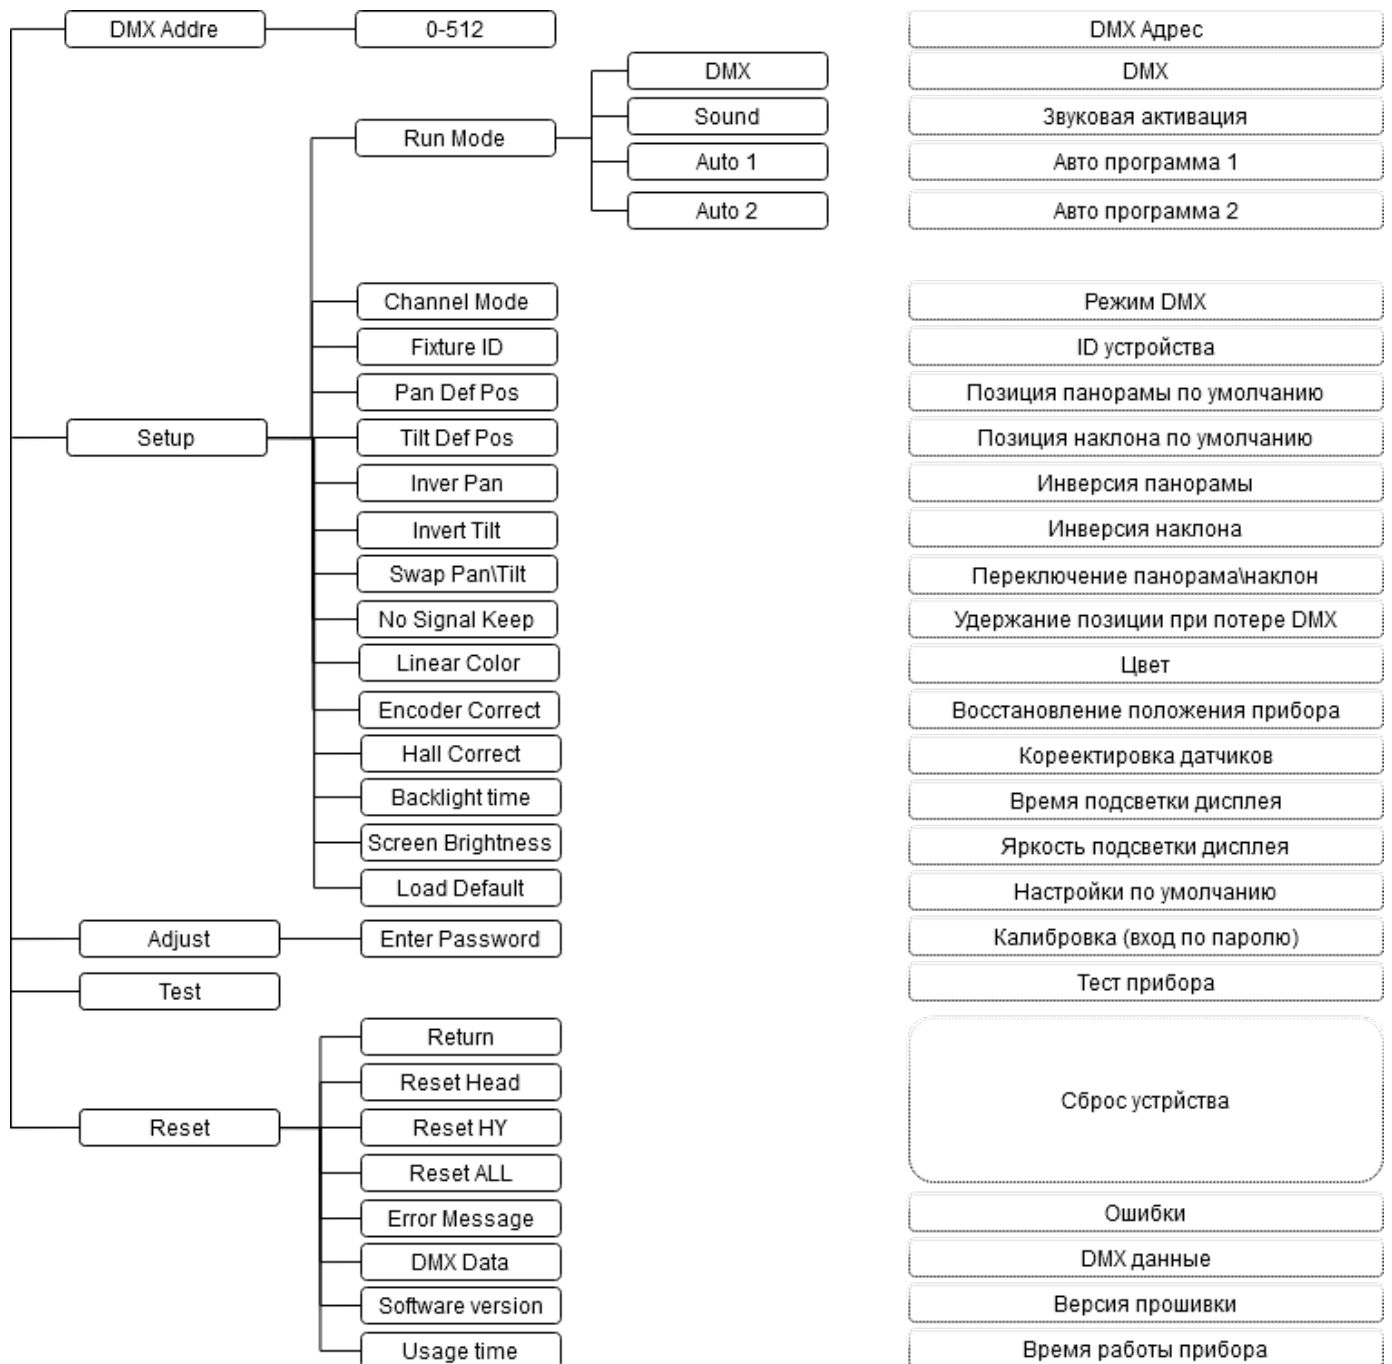 DMX Addre 0-512 DMX Адрес
DMX DMX
Sound Звуковая активация
Run Mode
Auto 1 Авто программа 1
Auto 2 Авто программа 2
Channel Mode Режим DMX
Fixture ID ID устройства
Pan Def Pos Позиция панорамы по умолчанию
Setup Tilt Def Pos Позиция наклона по умолчанию
Inver Pan Инверсия панорамы
Invert Tilt Инверсия наклона
Swap Pan\Tilt Переключение панорама\наклон
No Signal Keep Удержание позиции при потере DMX
Linear Color Цвет
Encoder Correct Восстановление положения прибора
Hall Correct Кореектировка датчиков
Backlight time Время подсветки дисплея
Screen Brightness Яркость подсветки дисплея
Load Default Настройки по умолчанию
Adjust Enter Password Калибровка (вход по паролю)
Test Тест прибора
Return
Reset Head Сброс устрйства
Reset Reset HY
Reset ALL
Error Message Ошибки
DMX Data DMX данные
Software version Версия прошивки
Usage time Время работы прибора